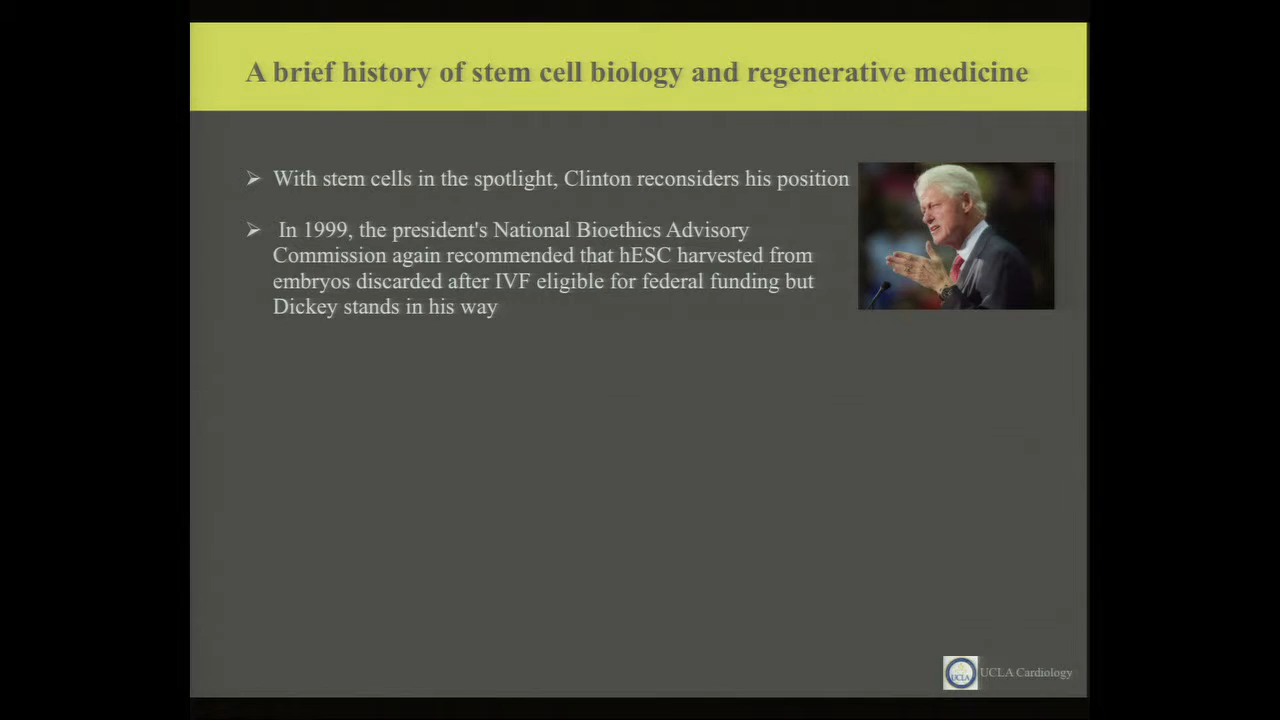 A brief history of stem cell biology and regenerative medicine
➢ With stem cells in the spotlight, Clinton reconsiders his position
➢ In 1999, the president's National Bioethics Advisory
Commission again recommended that hESC harvested from
embryos discarded after IVF eligible for federal funding but
Dickey stands in his way
UCLA
UCLA Cardiology